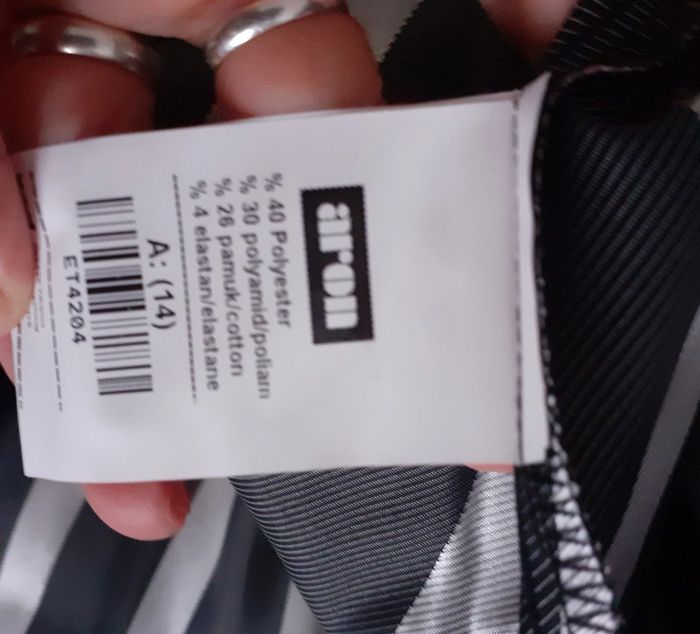 aron
% 40 Polyester
% 30 polyamid/poliam
% 26 pamuk/cotton
% 4 elastan/elastane
A: (14)
ET4204